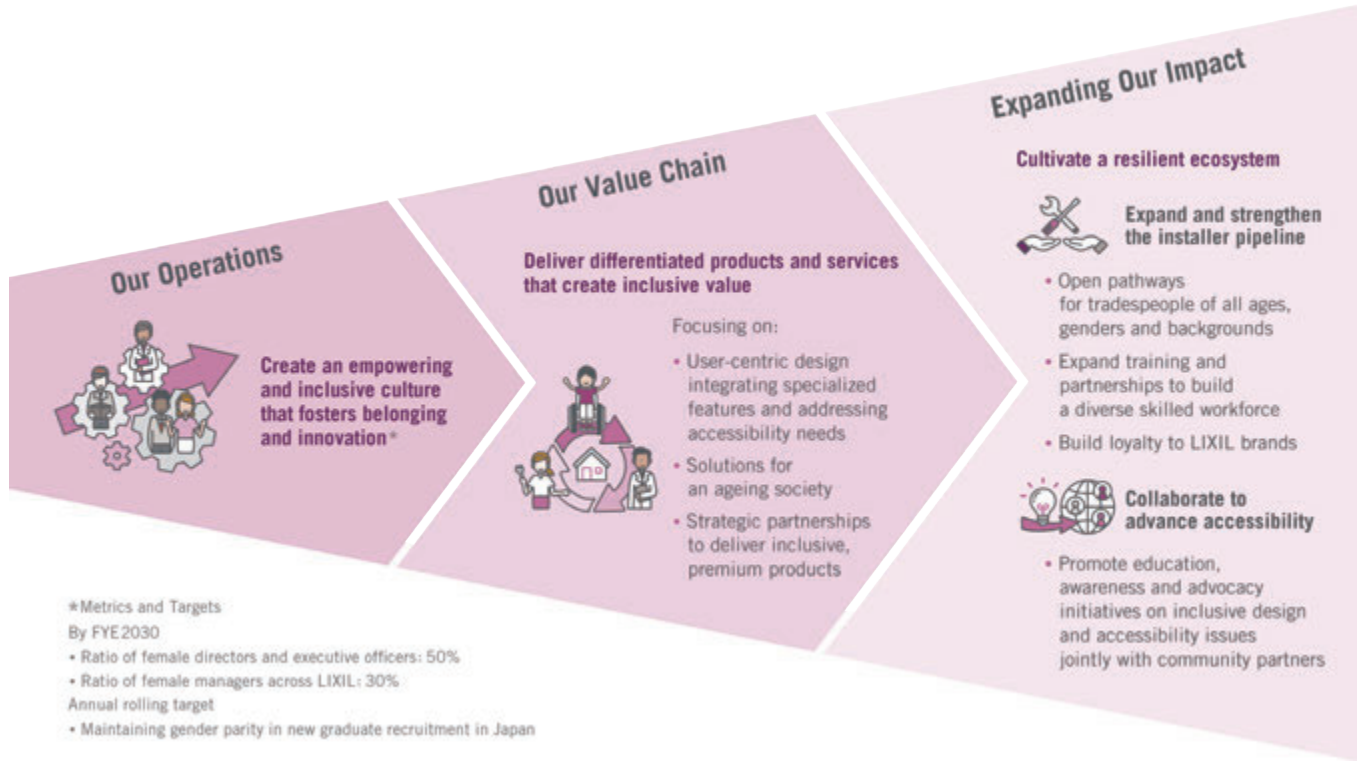 Our Operations
Create an empowering
and inclusive culture
that fosters belonging
and innovation*
Our Value Chain
Deliver differentiated products and services
that create inclusive value
Focusing on:
• User-centric design
integrating specialized
features and addressing
accessibility needs
• Solutions for
an ageing society
• Strategic partnerships
to deliver inclusive,
premium products
Expanding Our Impact
Cultivate a resilient ecosystem
Expand and strengthen
the installer pipeline
• Open pathways
for tradespeople of all ages,
genders and backgrounds
• Expand training and
partnerships to build
a diverse skilled workforce
• Build loyalty to LIXIL brands
Collaborate to
advance accessibility
• Promote education,
awareness and advocacy
initiatives on inclusive design
and accessibility issues
jointly with community partners
*Metrics and Targets
By FYE2030
• Ratio of female directors and executive officers: 50%
• Ratio of female managers across LIXIL: 30%
Annual rolling target
• Maintaining gender parity in new graduate recruitment in Japan